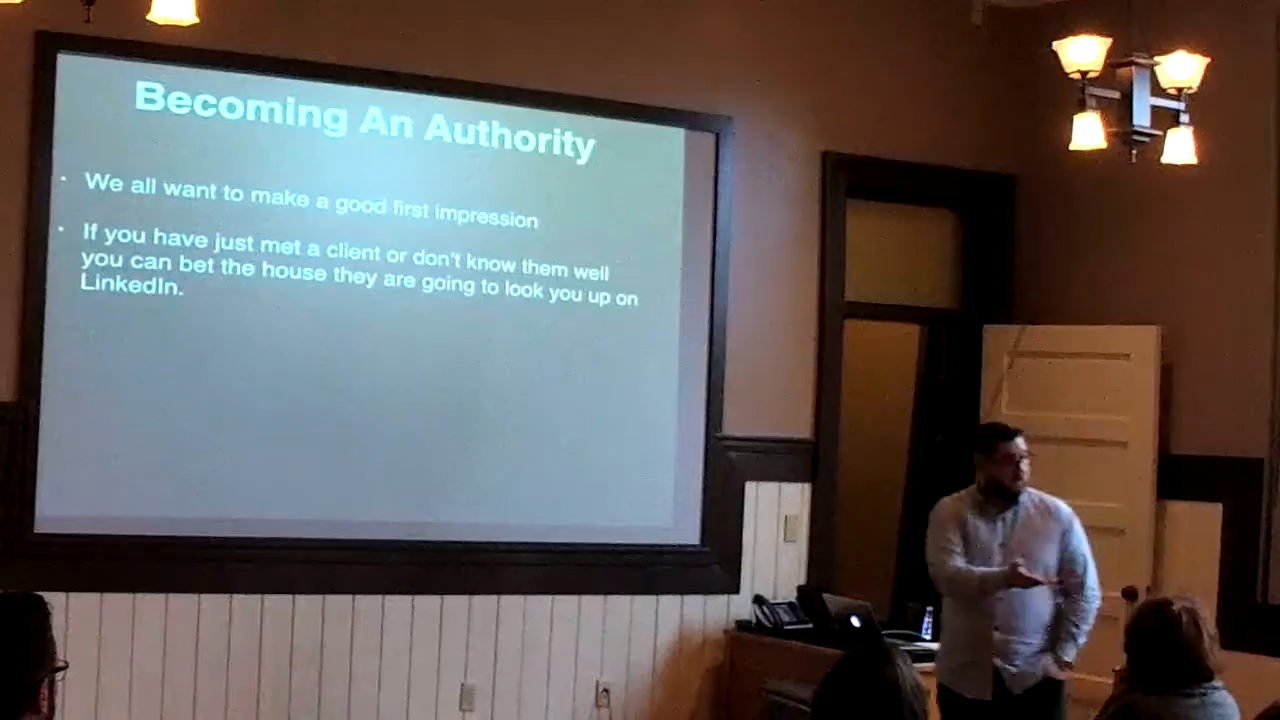 Becoming An Authority
· We all want to make a good first impression
· If you have just met a client or don't know them well
you can bet the house they are going to look you up on
LinkedIn.